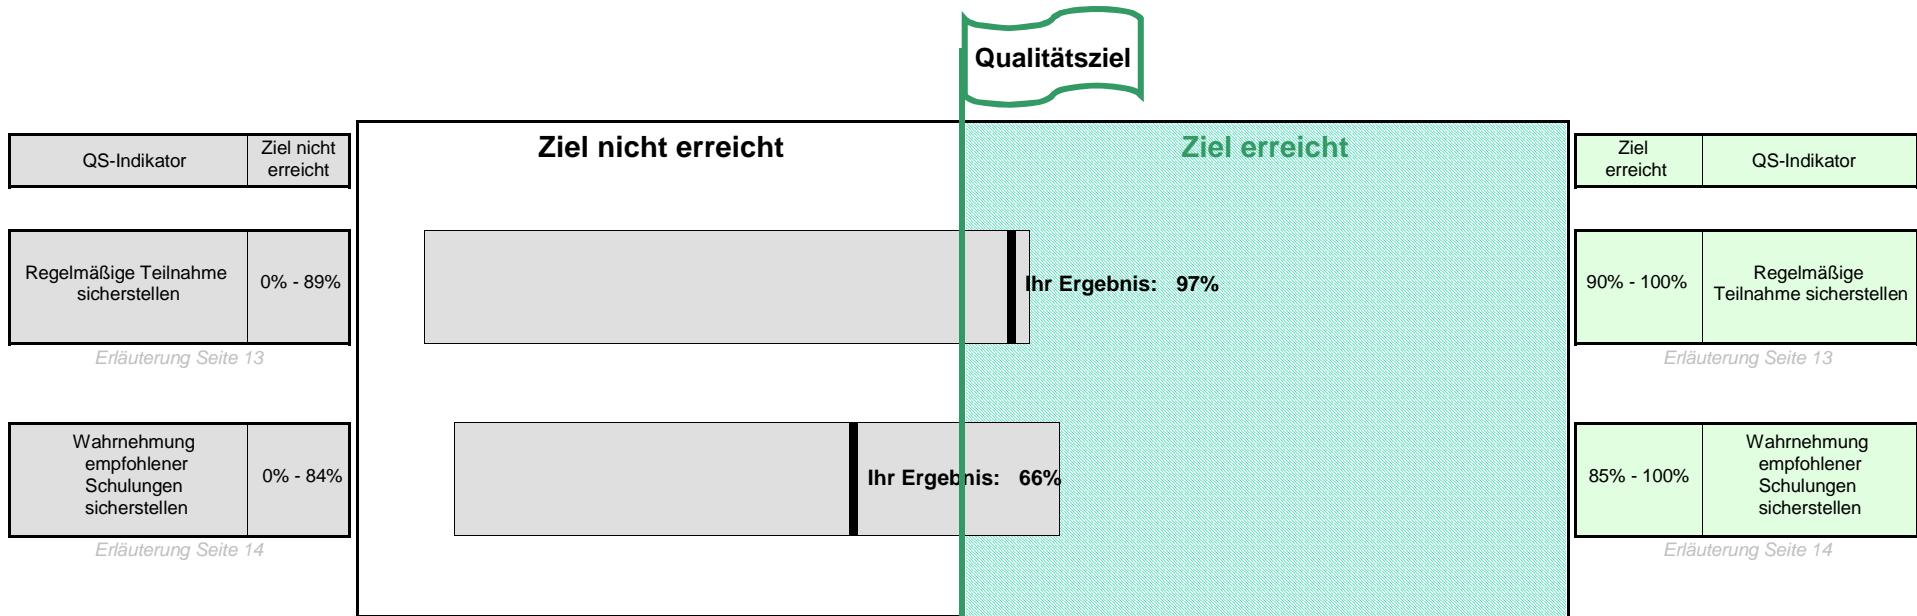 Qualitätsziel
Ziel nicht erreicht
Ziel erreicht
QS-Indikator
Ziel nicht
erreicht
Ziel
erreicht
QS-Indikator
Regelmäßige Teilnahme
sicherstellen
0% - 89%
Ihr Ergebnis: 97%
90% - 100%
Regelmäßige
Teilnahme sicherstellen
Erläuterung Seite 13
Erläuterung Seite 13
Wahrnehmung
empfohlener
Schulungen
sicherstellen
0% - 84%
Ihr Ergebnis: 66%
85% - 100%
Wahrnehmung
empfohlener
Schulungen
sicherstellen
Erläuterung Seite 14
Erläuterung Seite 14